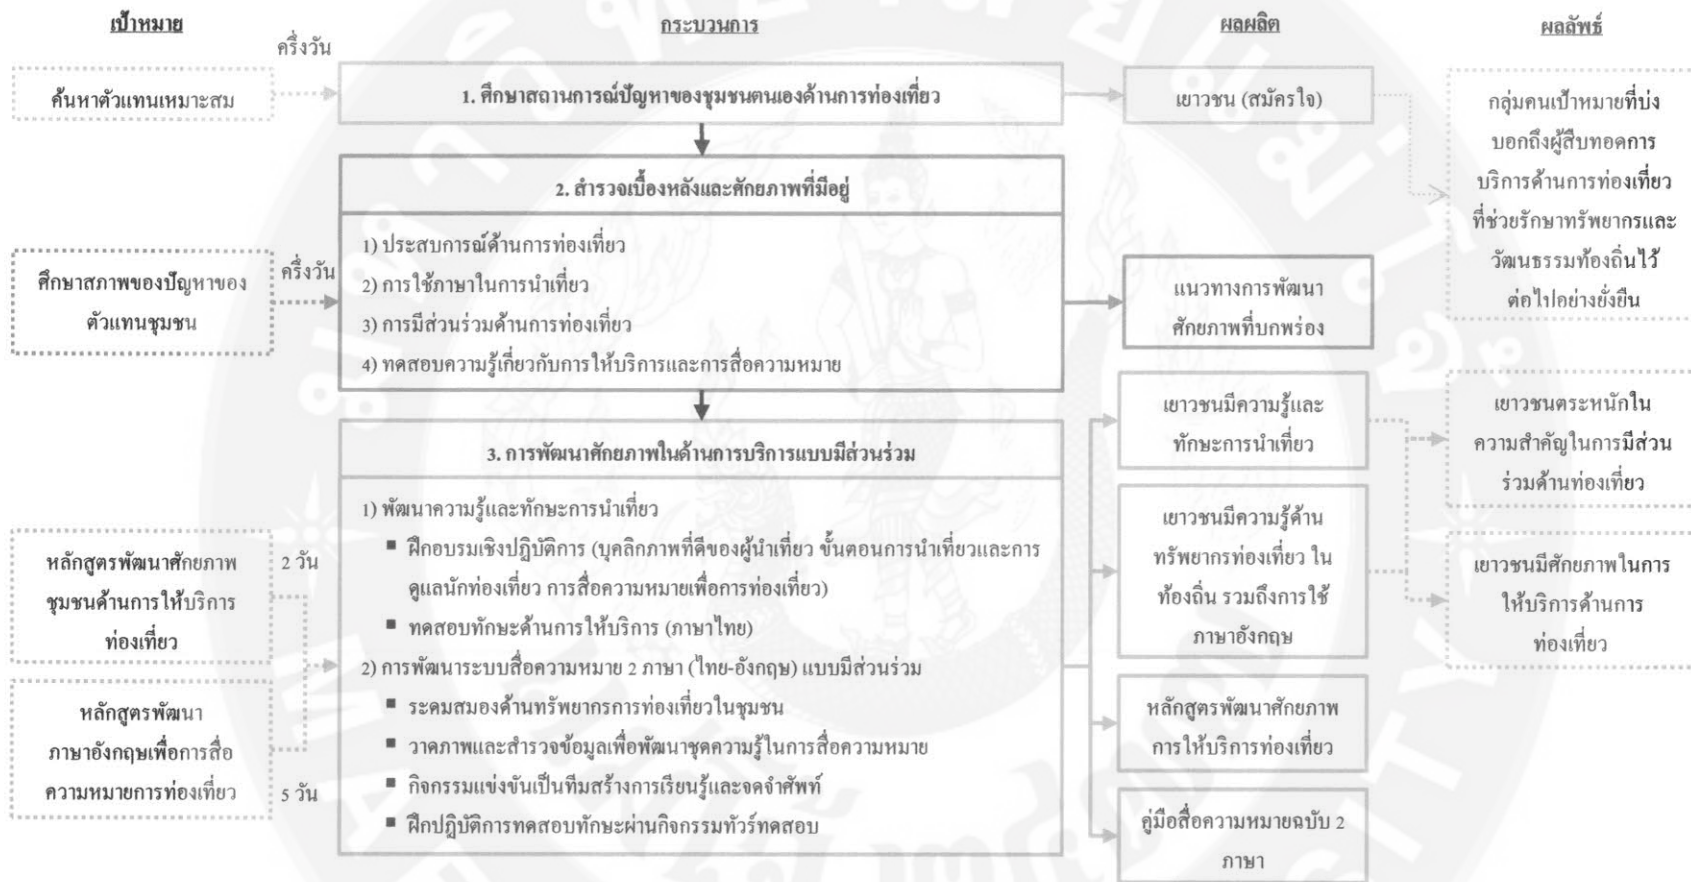 เป้าหมาย
กระบวนการ
ผลผลิต
ผลลัพธ์
ครึ่งวัน
ค้นหาตัวแทนเหมาะสม
1. ศึกษาสถานการณ์ปัญหาของชุมชนตนเองด้านการท่องเที่ยว
เยาวชน (สมัครใจ)
กลุ่มคนเป้าหมายที่บ่ง
บอกถึงผู้สืบทอดการ
บริการด้านการท่องเที่ยว
ที่ช่วยรักษาทรัพยากรและ
วัฒนธรรมท้องถิ่นไว้
ต่อไปอย่างยั่งยืน
2. สำรวจเบื้องหลังและศักยภาพที่มีอยู่
1) ประสบการณ์ด้านการท่องเที่ยว
2) การใช้ภาษาในการนำเที่ยว
3) การมีส่วนร่วมด้านการท่องเที่ยว
4) ทดสอบความรู้เกี่ยวกับการให้บริการและการสื่อความหมาย
ศึกษาสภาพของปัญหาของ
ตัวแทนชุมชน
ครึ่งวัน
แนวทางการพัฒนา
ศักยภาพที่บกพร่อง
3. การพัฒนาศักยภาพในด้านการบริการแบบมีส่วนร่วม
1) พัฒนาความรู้และทักษะการนำเที่ยว
▪ ฝึกอบรมเชิงปฏิบัติการ (บุคลิกภาพที่ดีของผู้นำเที่ยว ขั้นตอนการนำเที่ยวและการ
ดูแลนักท่องเที่ยว การสื่อความหมายเพื่อการท่องเที่ยว)
▪ ทดสอบทักษะด้านการให้บริการ (ภาษาไทย)
2) การพัฒนาระบบสื่อความหมาย 2 ภาษา (ไทย-อังกฤษ) แบบมีส่วนร่วม
▪ ระดมสมองด้านทรัพยากรการท่องเที่ยวในชุมชน
▪ วาดภาพและสำรวจข้อมูลเพื่อพัฒนาชุดความรู้ในการสื่อความหมาย
▪ กิจกรรมแข่งขันเป็นทีมสร้างการเรียนรู้และจดจำศัพท์
▪ ฝึกปฏิบัติการทดสอบทักษะผ่านกิจกรรมทัวร์ทดสอบ
หลักสูตรพัฒนาศักยภาพ
ชุมชนด้านการให้บริการ
ท่องเที่ยว
2 วัน
หลักสูตรพัฒนา
ภาษาอังกฤษเพื่อการสื่อ
ความหมายการท่องเที่ยว
5 วัน
เยาวชนมีความรู้และ
ทักษะการนำเที่ยว
เยาวชนมีความรู้ด้าน
ทรัพยากรท่องเที่ยว ใน
ท้องถิ่น รวมถึงการใช้
ภาษาอังกฤษ
หลักสูตรพัฒนาศักยภาพ
การให้บริการท่องเที่ยว
คู่มือสื่อความหมายฉบับ 2
ภาษา
เยาวชนตระหนักใน
ความสำคัญในการมีส่วน
ร่วมด้านท่องเที่ยว
เยาวชนมีศักยภาพในการ
ให้บริการด้านการ
ท่องเที่ยว